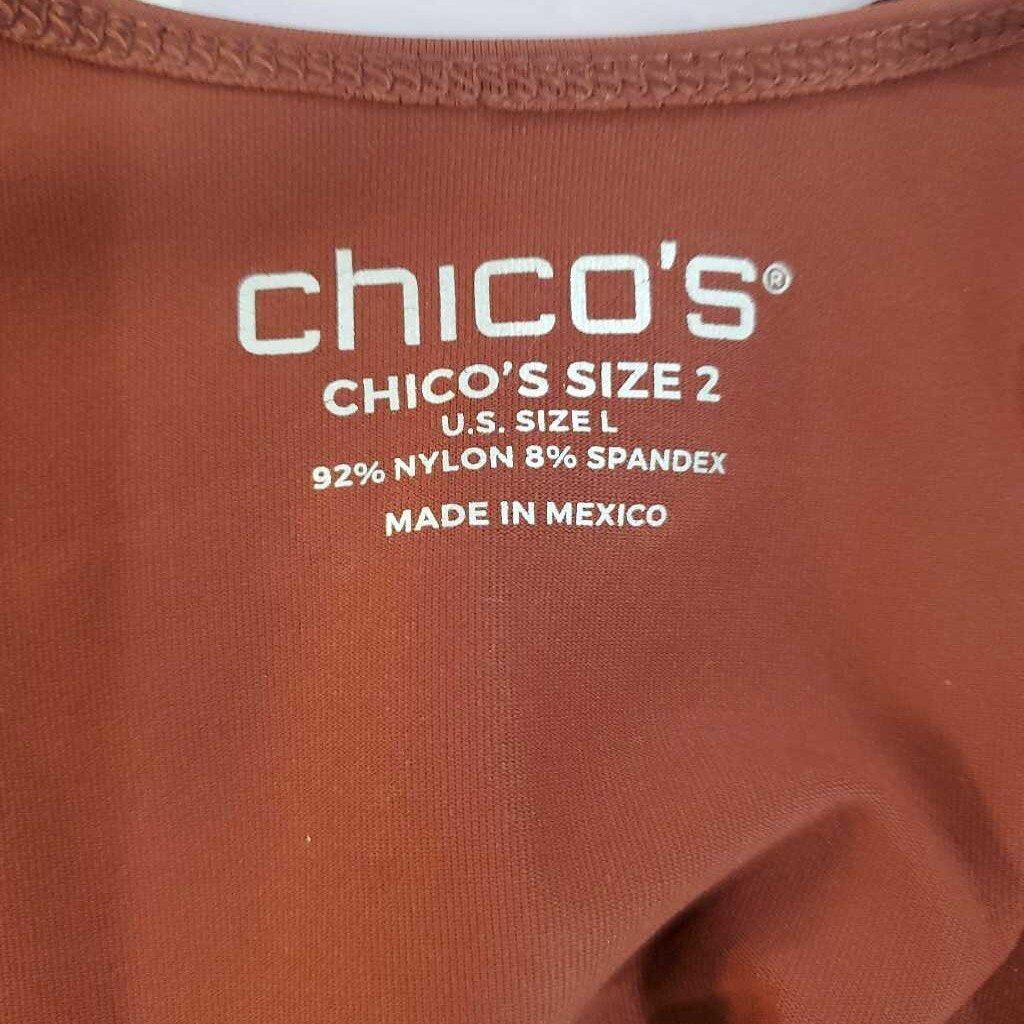 chico's®
CHICO'S SIZE 2
U.S. SIZE L
92% NYLON 8% SPANDEX
MADE IN MEXICO